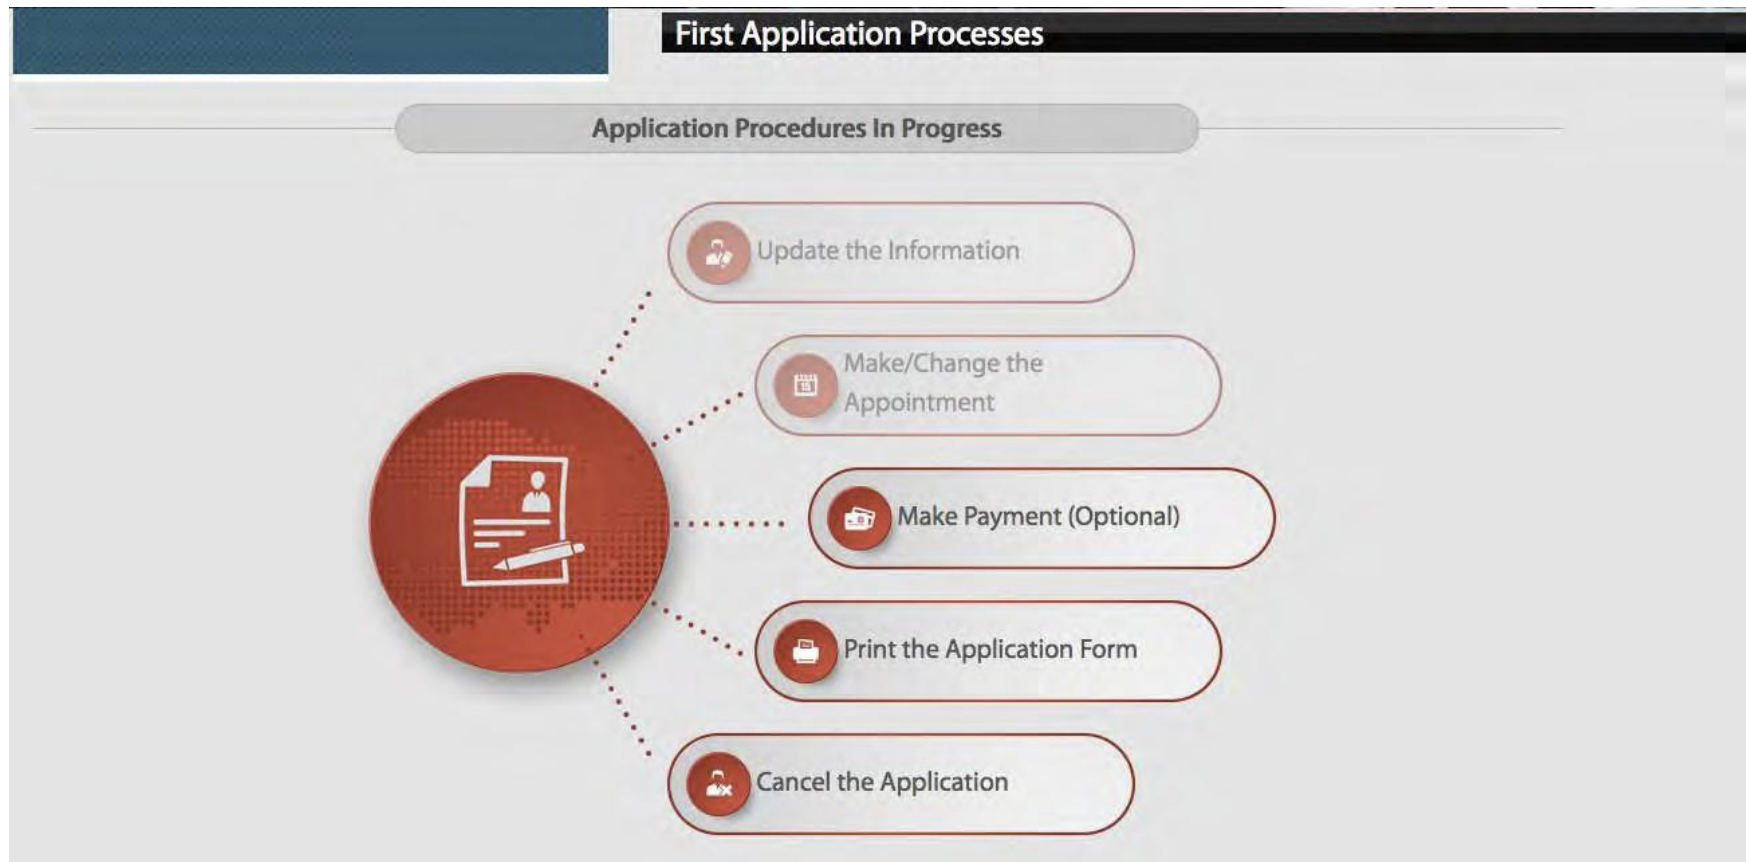 First Application Processes
Application Procedures In Progress
Update the Information
Make/Change the
Appointment
Make Payment (Optional)
Print the Application Form
Cancel the Application